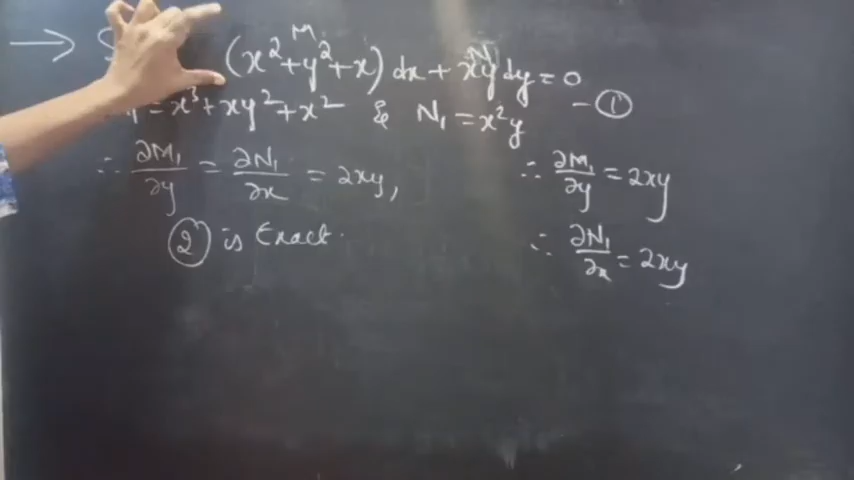 → S (x²+y²+x) dx + xy dy = 0 - ①
M N
= x³ + xy² + x² & N₁ = x²y
∴ ∂M₁/∂y = ∂N₁/∂x = 2xy, ∴ ∂M₁/∂y = 2xy
② is Exact. ∴ ∂N₁/∂x = 2xy